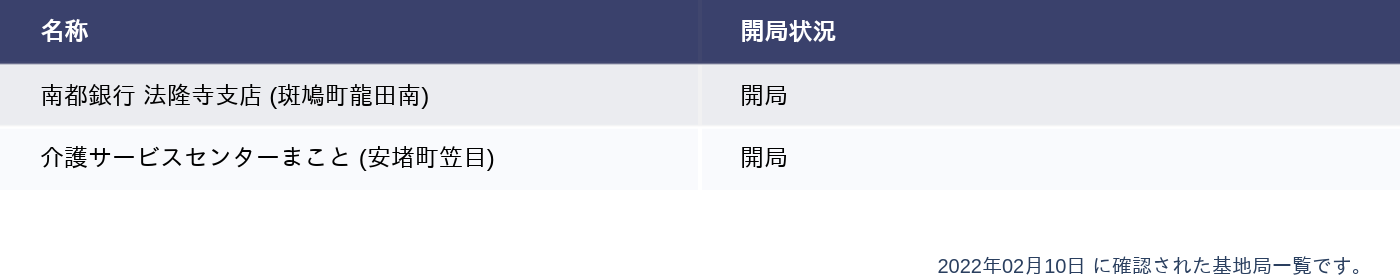 名称 開局状況
南都銀行 法隆寺支店 (斑鳩町龍田南) 開局
介護サービスセンターまこと (安堵町笠目) 開局
2022年02月10日 に確認された基地局一覧です。